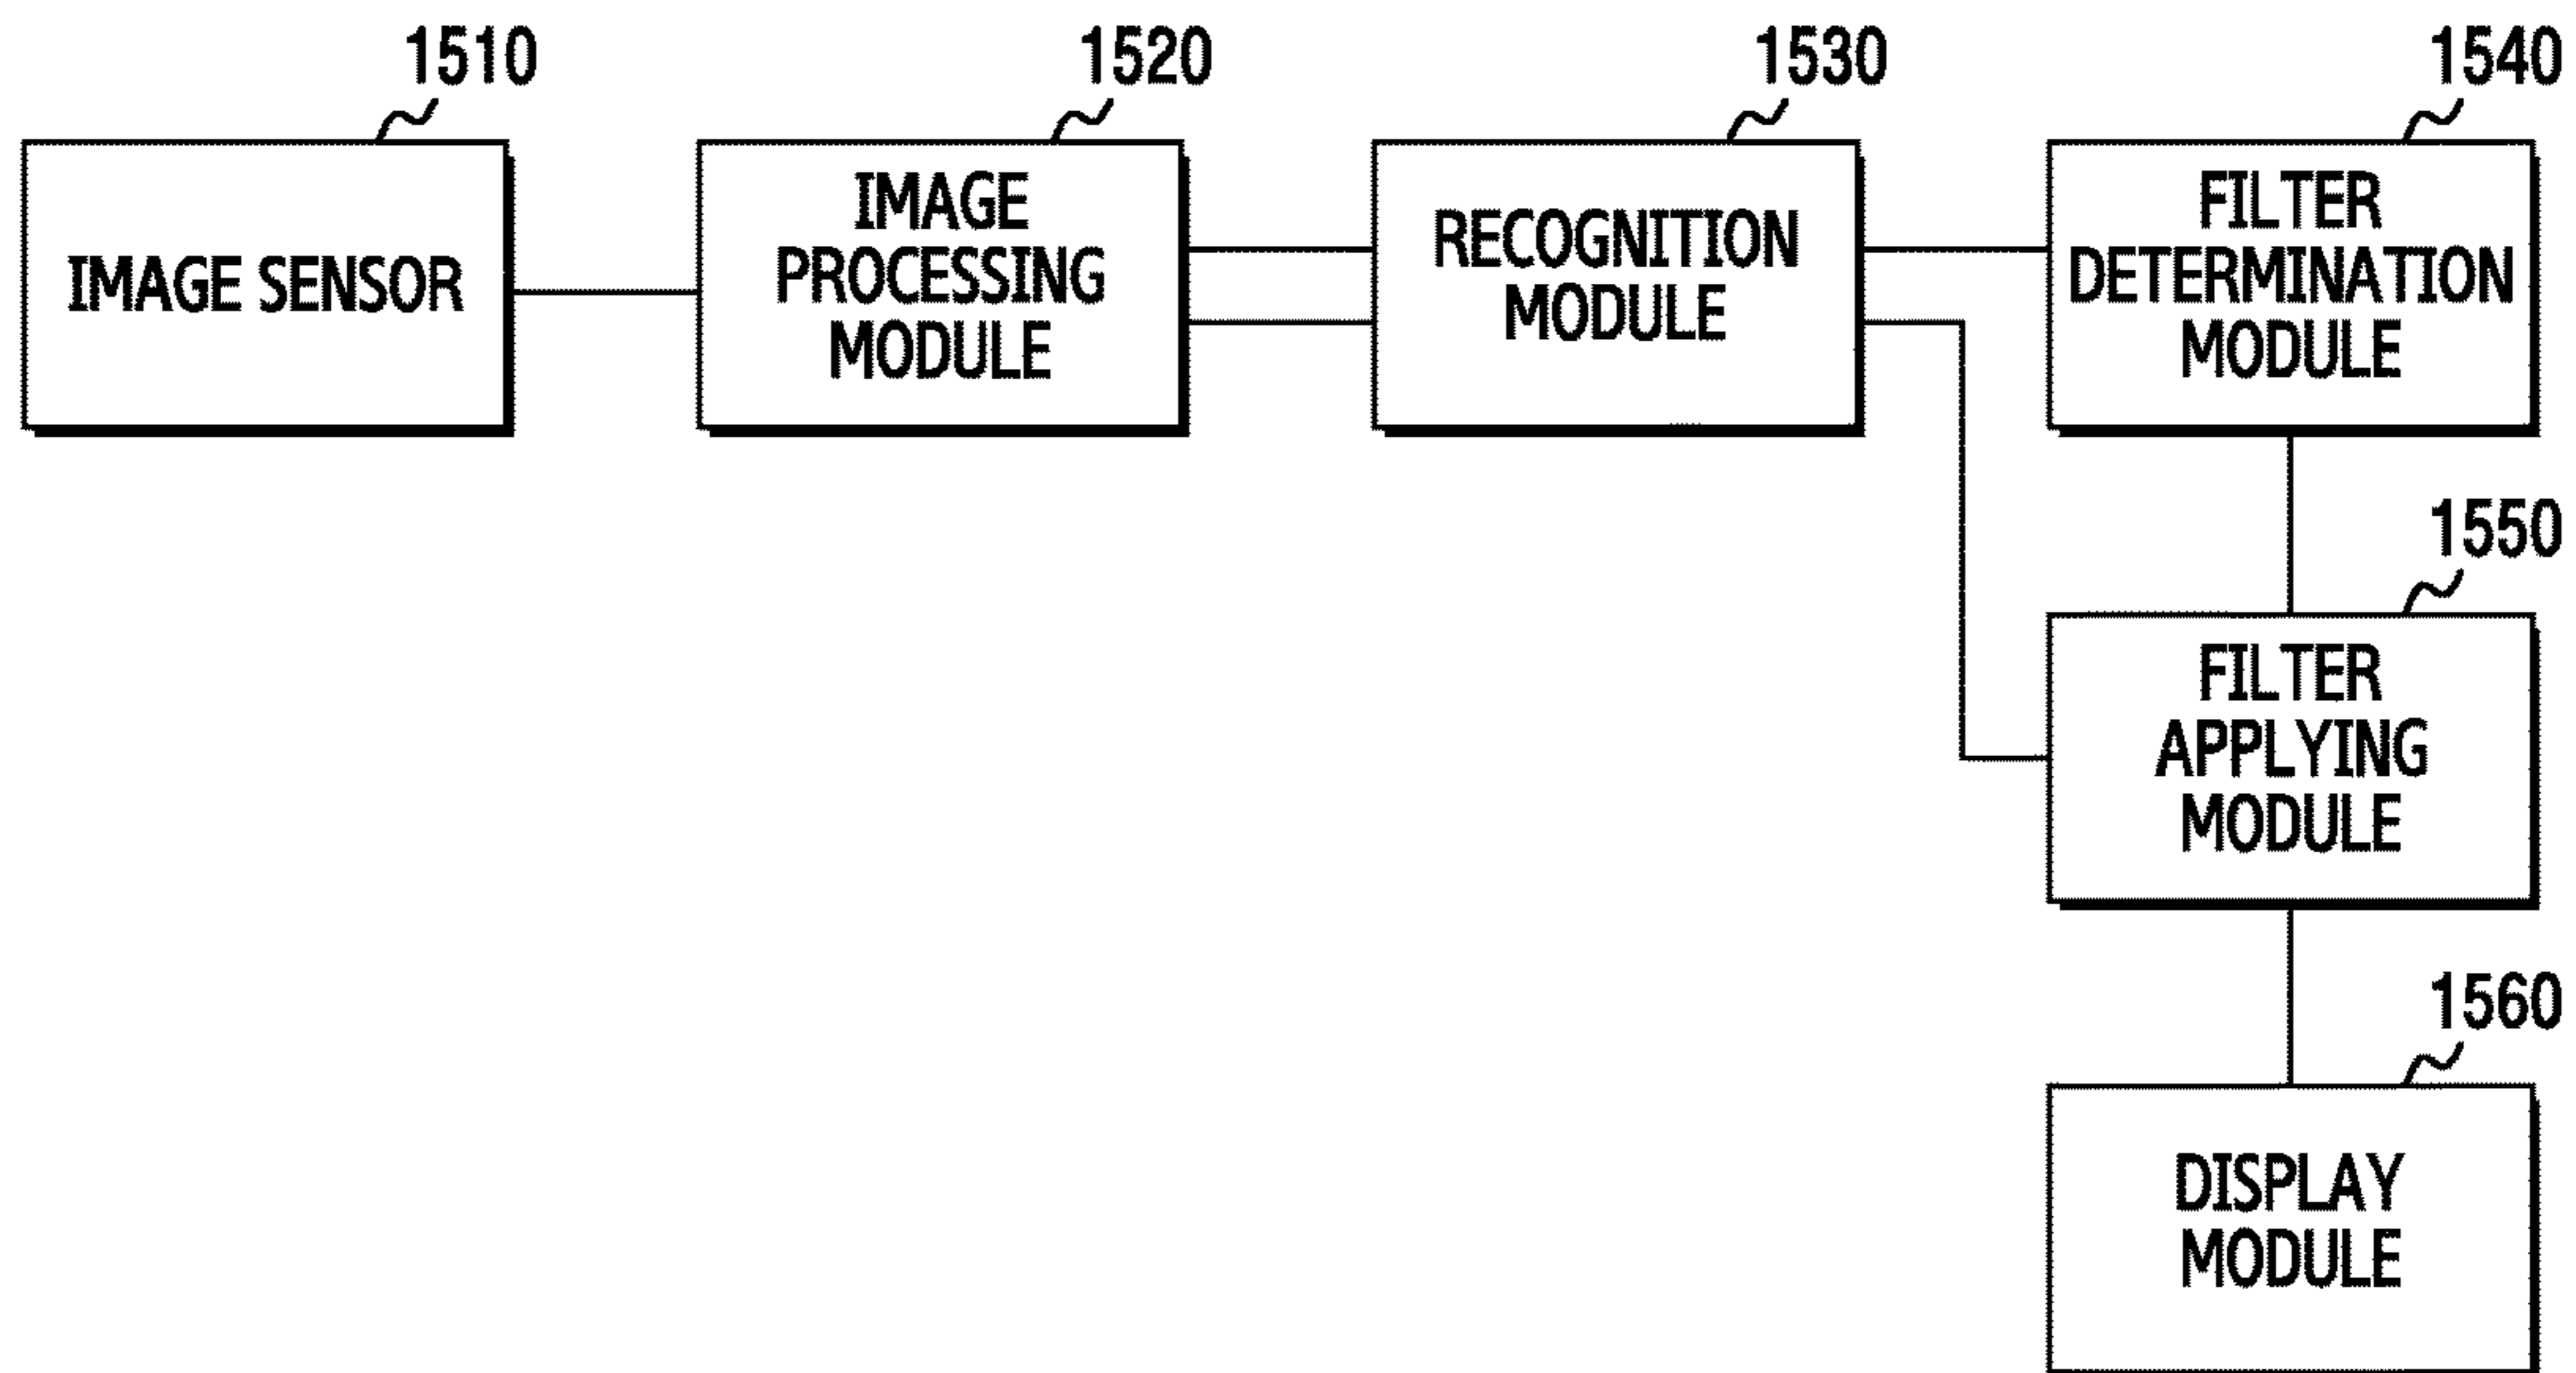 1510
1520
1530
1540
IMAGE SENSOR
IMAGE
PROCESSING
MODULE
RECOGNITION
MODULE
FILTER
DETERMINATION
MODULE
1550
FILTER
APPLYING
MODULE
1560
DISPLAY
MODULE